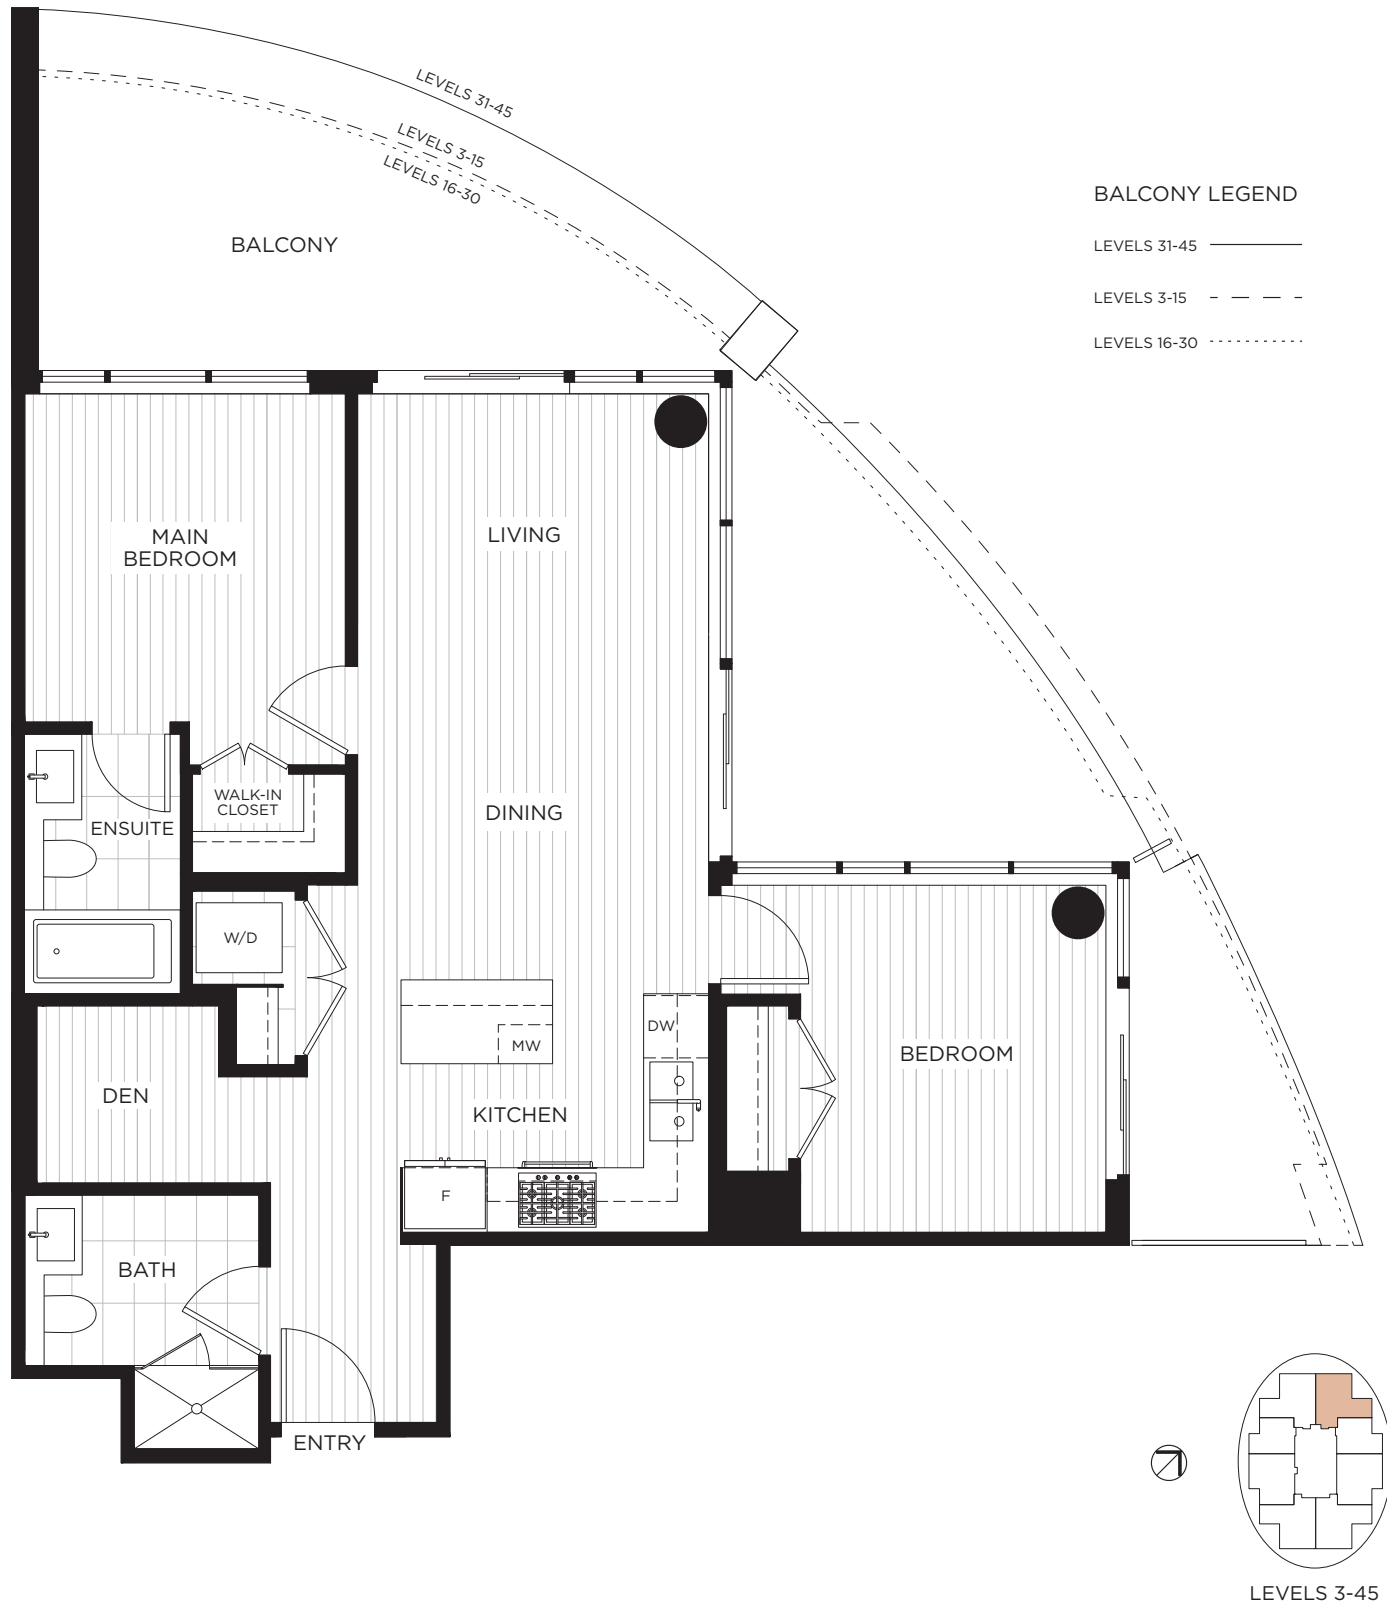 LEVELS 31-45
LEVELS 3-15
LEVELS 16-30
BALCONY
BALCONY LEGEND
LEVELS 31-45
LEVELS 3-15
LEVELS 16-30
MAIN
BEDROOM
LIVING
WALK-IN
CLOSET
ENSUITE
DINING
W/D
MW
DW
BEDROOM
DEN
KITCHEN
F
BATH
ENTRY
LEVELS 3-45